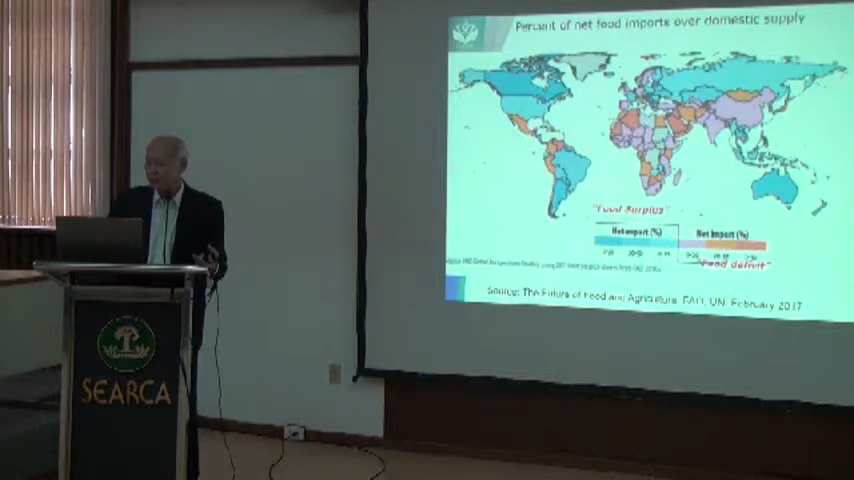 Percent of net food imports over domestic supply
"Food Surplus"
Net export (%)
Net import (%)
"Food deficit"
Source: The Future of Food and Agriculture, FAO, UN, February 2017
SEARCA